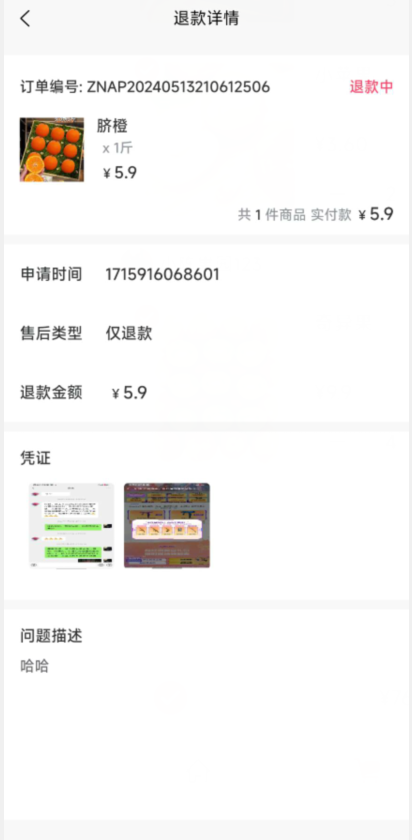 退款详情
订单编号: ZNAP20240513210612506 退款中
脐橙
x 1斤
¥ 5.9
共 1 件商品 实付款 ¥ 5.9
申请时间 1715916068601
售后类型 仅退款
退款金额 ¥ 5.9
凭证
问题描述
哈哈